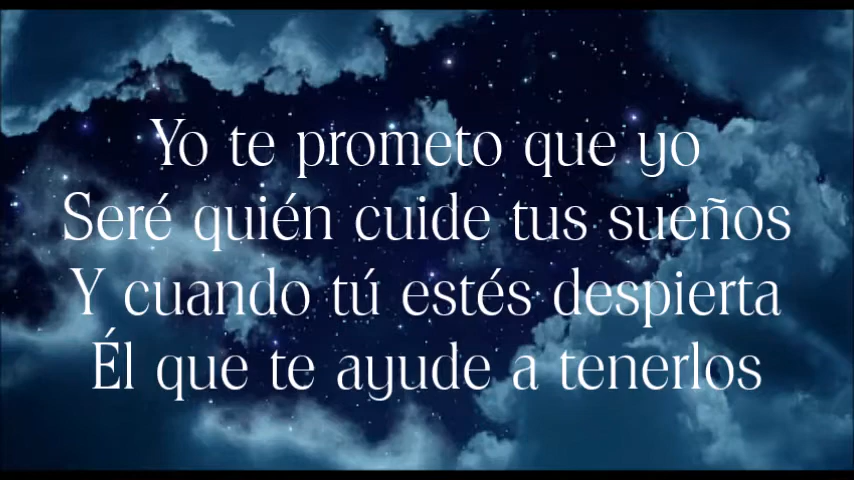 Yo te prometo que yo
Seré quién cuide tus sueños
Y cuando tú estés despierta
Él que te ayude a tenerlos